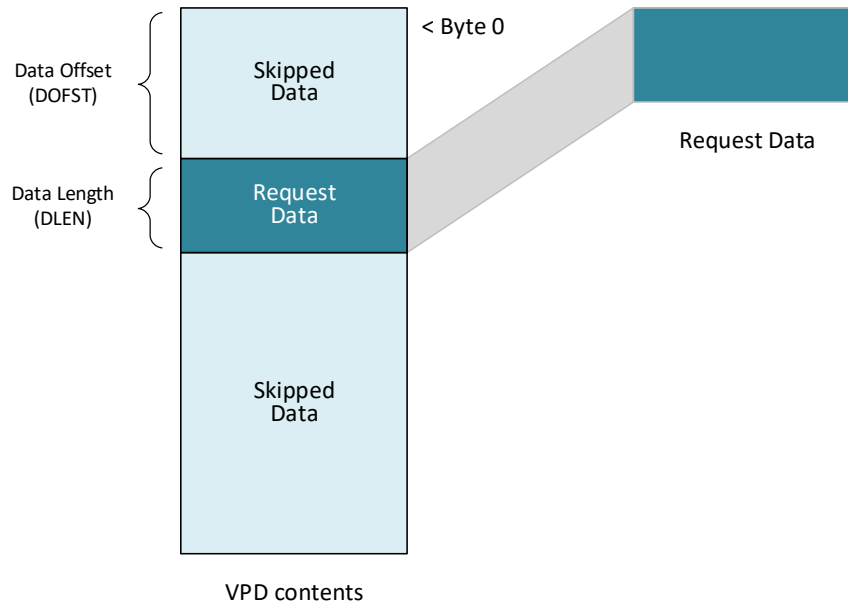 < Byte 0
Data Offset
(DOFST)
Skipped
Data
Request Data
Data Length
(DLEN)
Request
Data
Skipped
Data
VPD contents